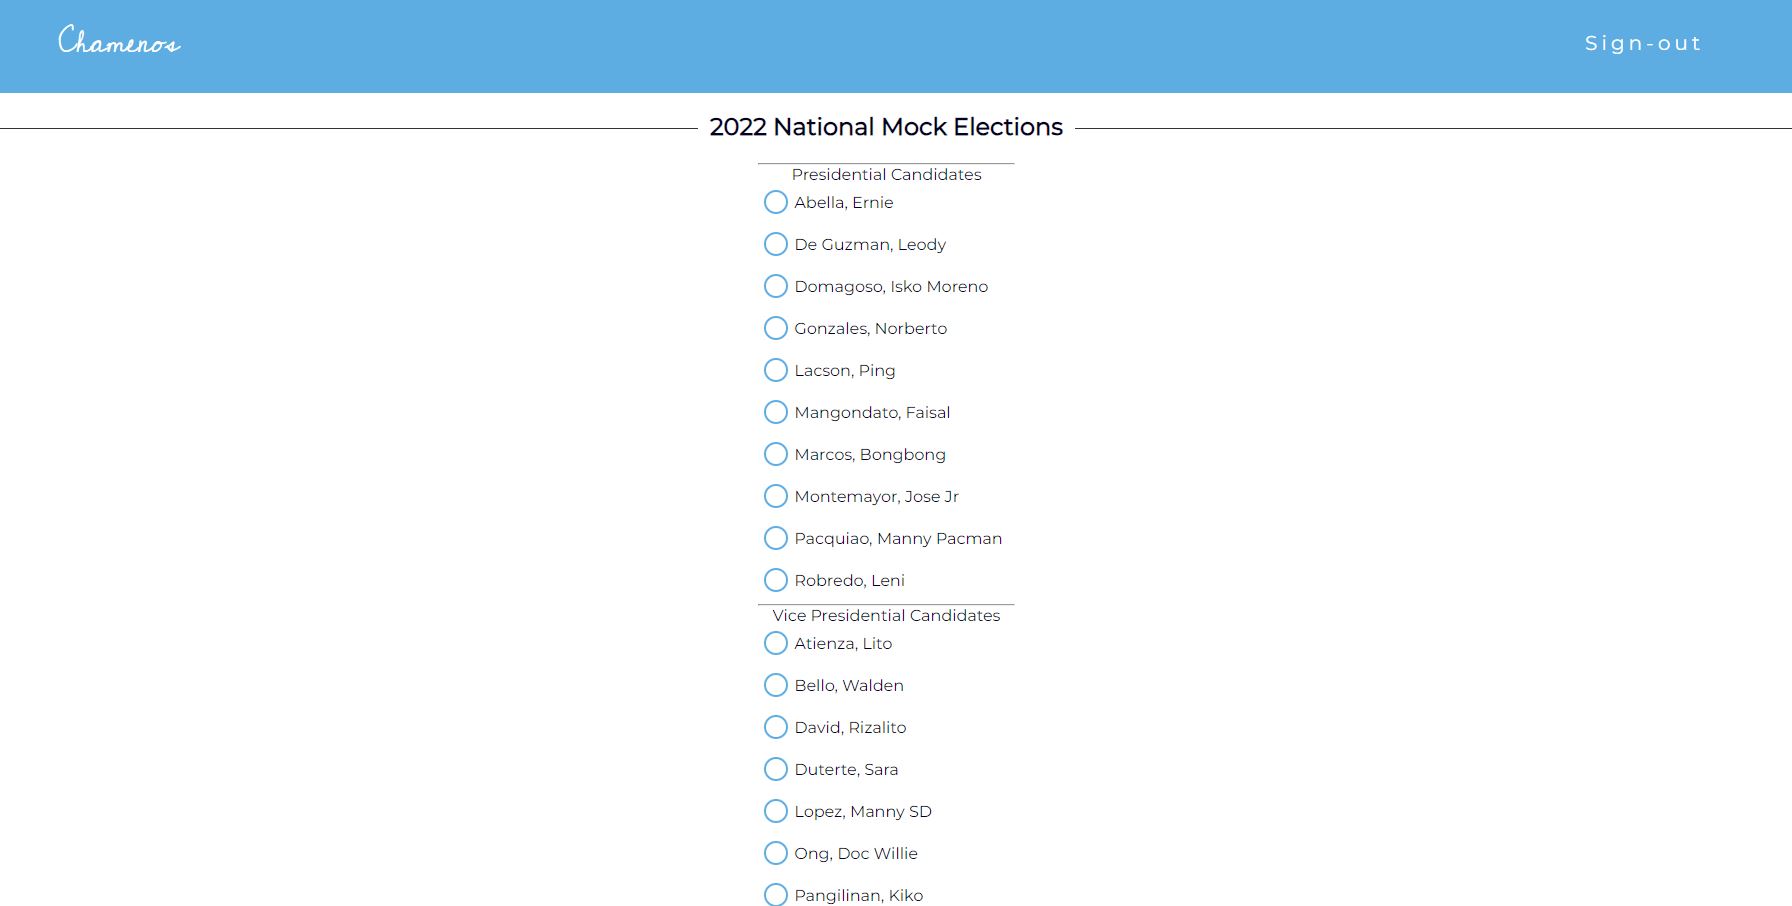 Chamenos
Sign-out
2022 National Mock Elections
Presidential Candidates
Abella, Ernie
De Guzman, Leody
Domagoso, Isko Moreno
Gonzales, Norberto
Lacson, Ping
Mangondato, Faisal
Marcos, Bongbong
Montemayor, Jose Jr
Pacquiao, Manny Pacman
Robredo, Leni
Vice Presidential Candidates
Atienza, Lito
Bello, Walden
David, Rizalito
Duterte, Sara
Lopez, Manny SD
Ong, Doc Willie
Pangilinan, Kiko